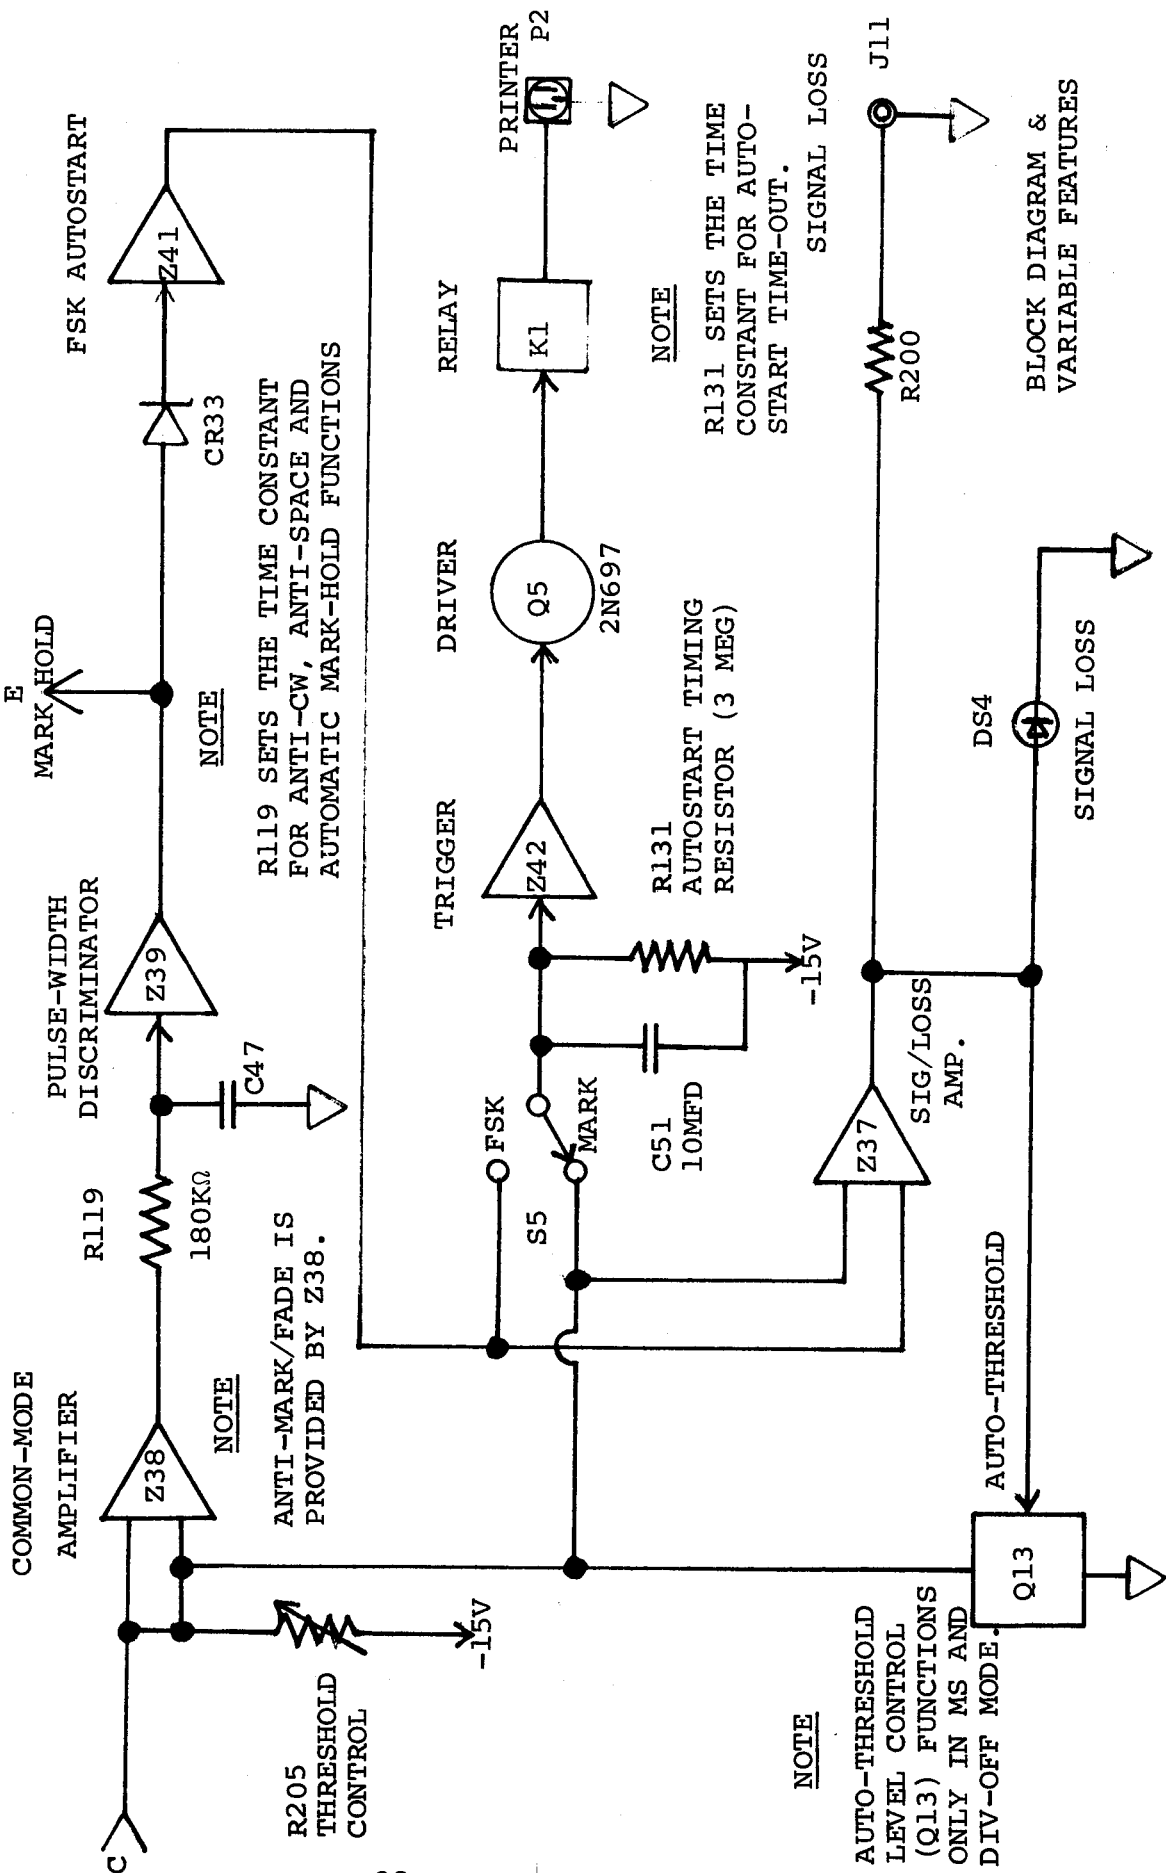 C
COMMON-MODE
AMPLIFIER
Z38
R119
180KΩ
PULSE-WIDTH
DISCRIMINATOR
Z39
C47
E
MARK HOLD
CR33
FSK AUTOSTART
Z41
R205
THRESHOLD
CONTROL
-15V
NOTE
ANTI-MARK/FADE IS
PROVIDED BY Z38.
NOTE
R119 SETS THE TIME CONSTANT
FOR ANTI-CW, ANTI-SPACE AND
AUTOMATIC MARK-HOLD FUNCTIONS
FSK
S5
MARK
C51
10MFD
TRIGGER
Z42
R131
AUTOSTART TIMING
RESISTOR (3 MEG)
-15V
DRIVER
Q5
2N697
RELAY
K1
PRINTER
P2
NOTE
R131 SETS THE TIME
CONSTANT FOR AUTO-
START TIME-OUT.
Z37
SIG/LOSS
AMP.
R200
SIGNAL LOSS
J11
NOTE
AUTO-THRESHOLD
LEVEL CONTROL
(Q13) FUNCTIONS
ONLY IN MS AND
DIV-OFF MODE.
Q13
AUTO-THRESHOLD
DS4
SIGNAL LOSS
BLOCK DIAGRAM &
VARIABLE FEATURES